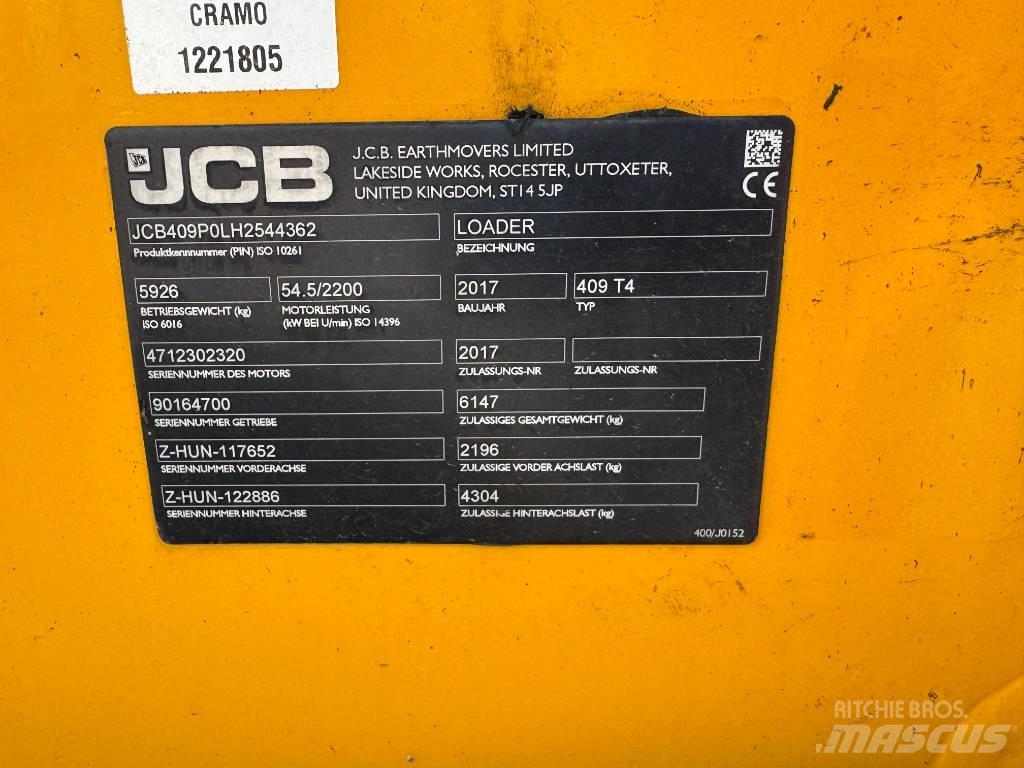 CRAMO
1221805
JCB
J.C.B. EARTHMOVERS LIMITED
LAKESIDE WORKS, ROCESTER, UTTOXETER,
UNITED KINGDOM, ST14 5JP
CE
JCB409P0LH2544362
Produktkennnummer (PIN) ISO 10261
LOADER
BEZEICHNUNG
5926
BETRIEBSGEWICHT (kg)
ISO 6016
54.5/2200
MOTORLEISTUNG
(kW BEI U/min) ISO 14396
2017
BAUJAHR
409 T4
TYP
4712302320
SERIENNUMMER DES MOTORS
2017
ZULASSUNGS-NR
ZULASSUNGS-NR
90164700
SERIENNUMMER GETRIEBE
6147
ZULÄSSIGES GESAMTGEWICHT (kg)
Z-HUN-117652
SERIENNUMMER VORDERACHSE
2196
ZULÄSSIGE VORDER ACHSLAST (kg)
Z-HUN-122886
SERIENNUMMER HINTERACHSE
4304
ZULÄSSIGE HINTERACHSLAST (kg)
400/J0152
RITCHIE BROS.
MASCUS